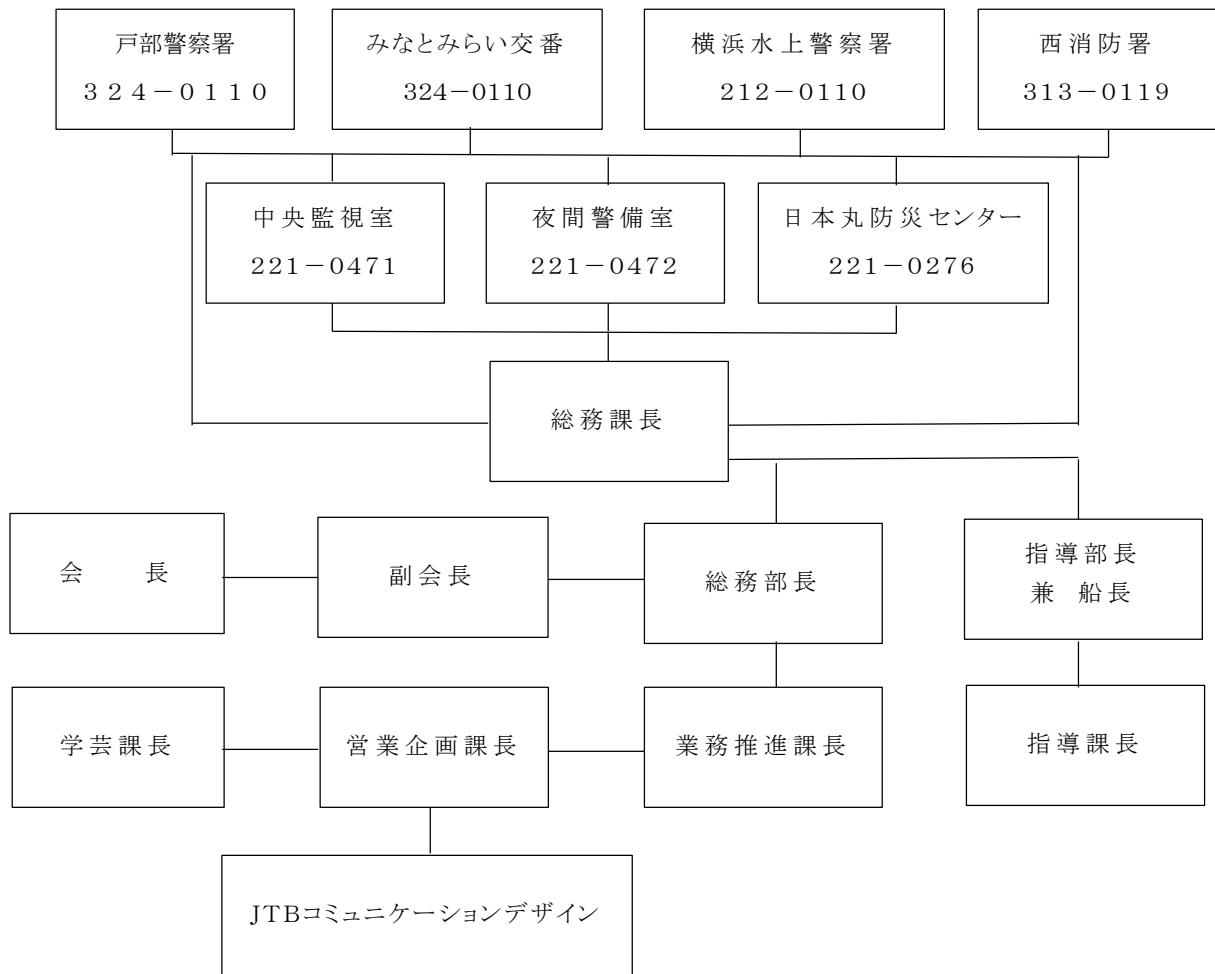 戸部警察署
３２４－０１１０
みなとみらい交番
324－0110
横浜水上警察署
212－0110
西消防署
313－0119
中央監視室
221－0471
夜間警備室
221－0472
日本丸防災センター
221－0276
総務課長
会　　長
副会長
総務部長
指導部長
兼　船長
学芸課長
営業企画課長
業務推進課長
指導課長
JTBコミュニケーションデザイン